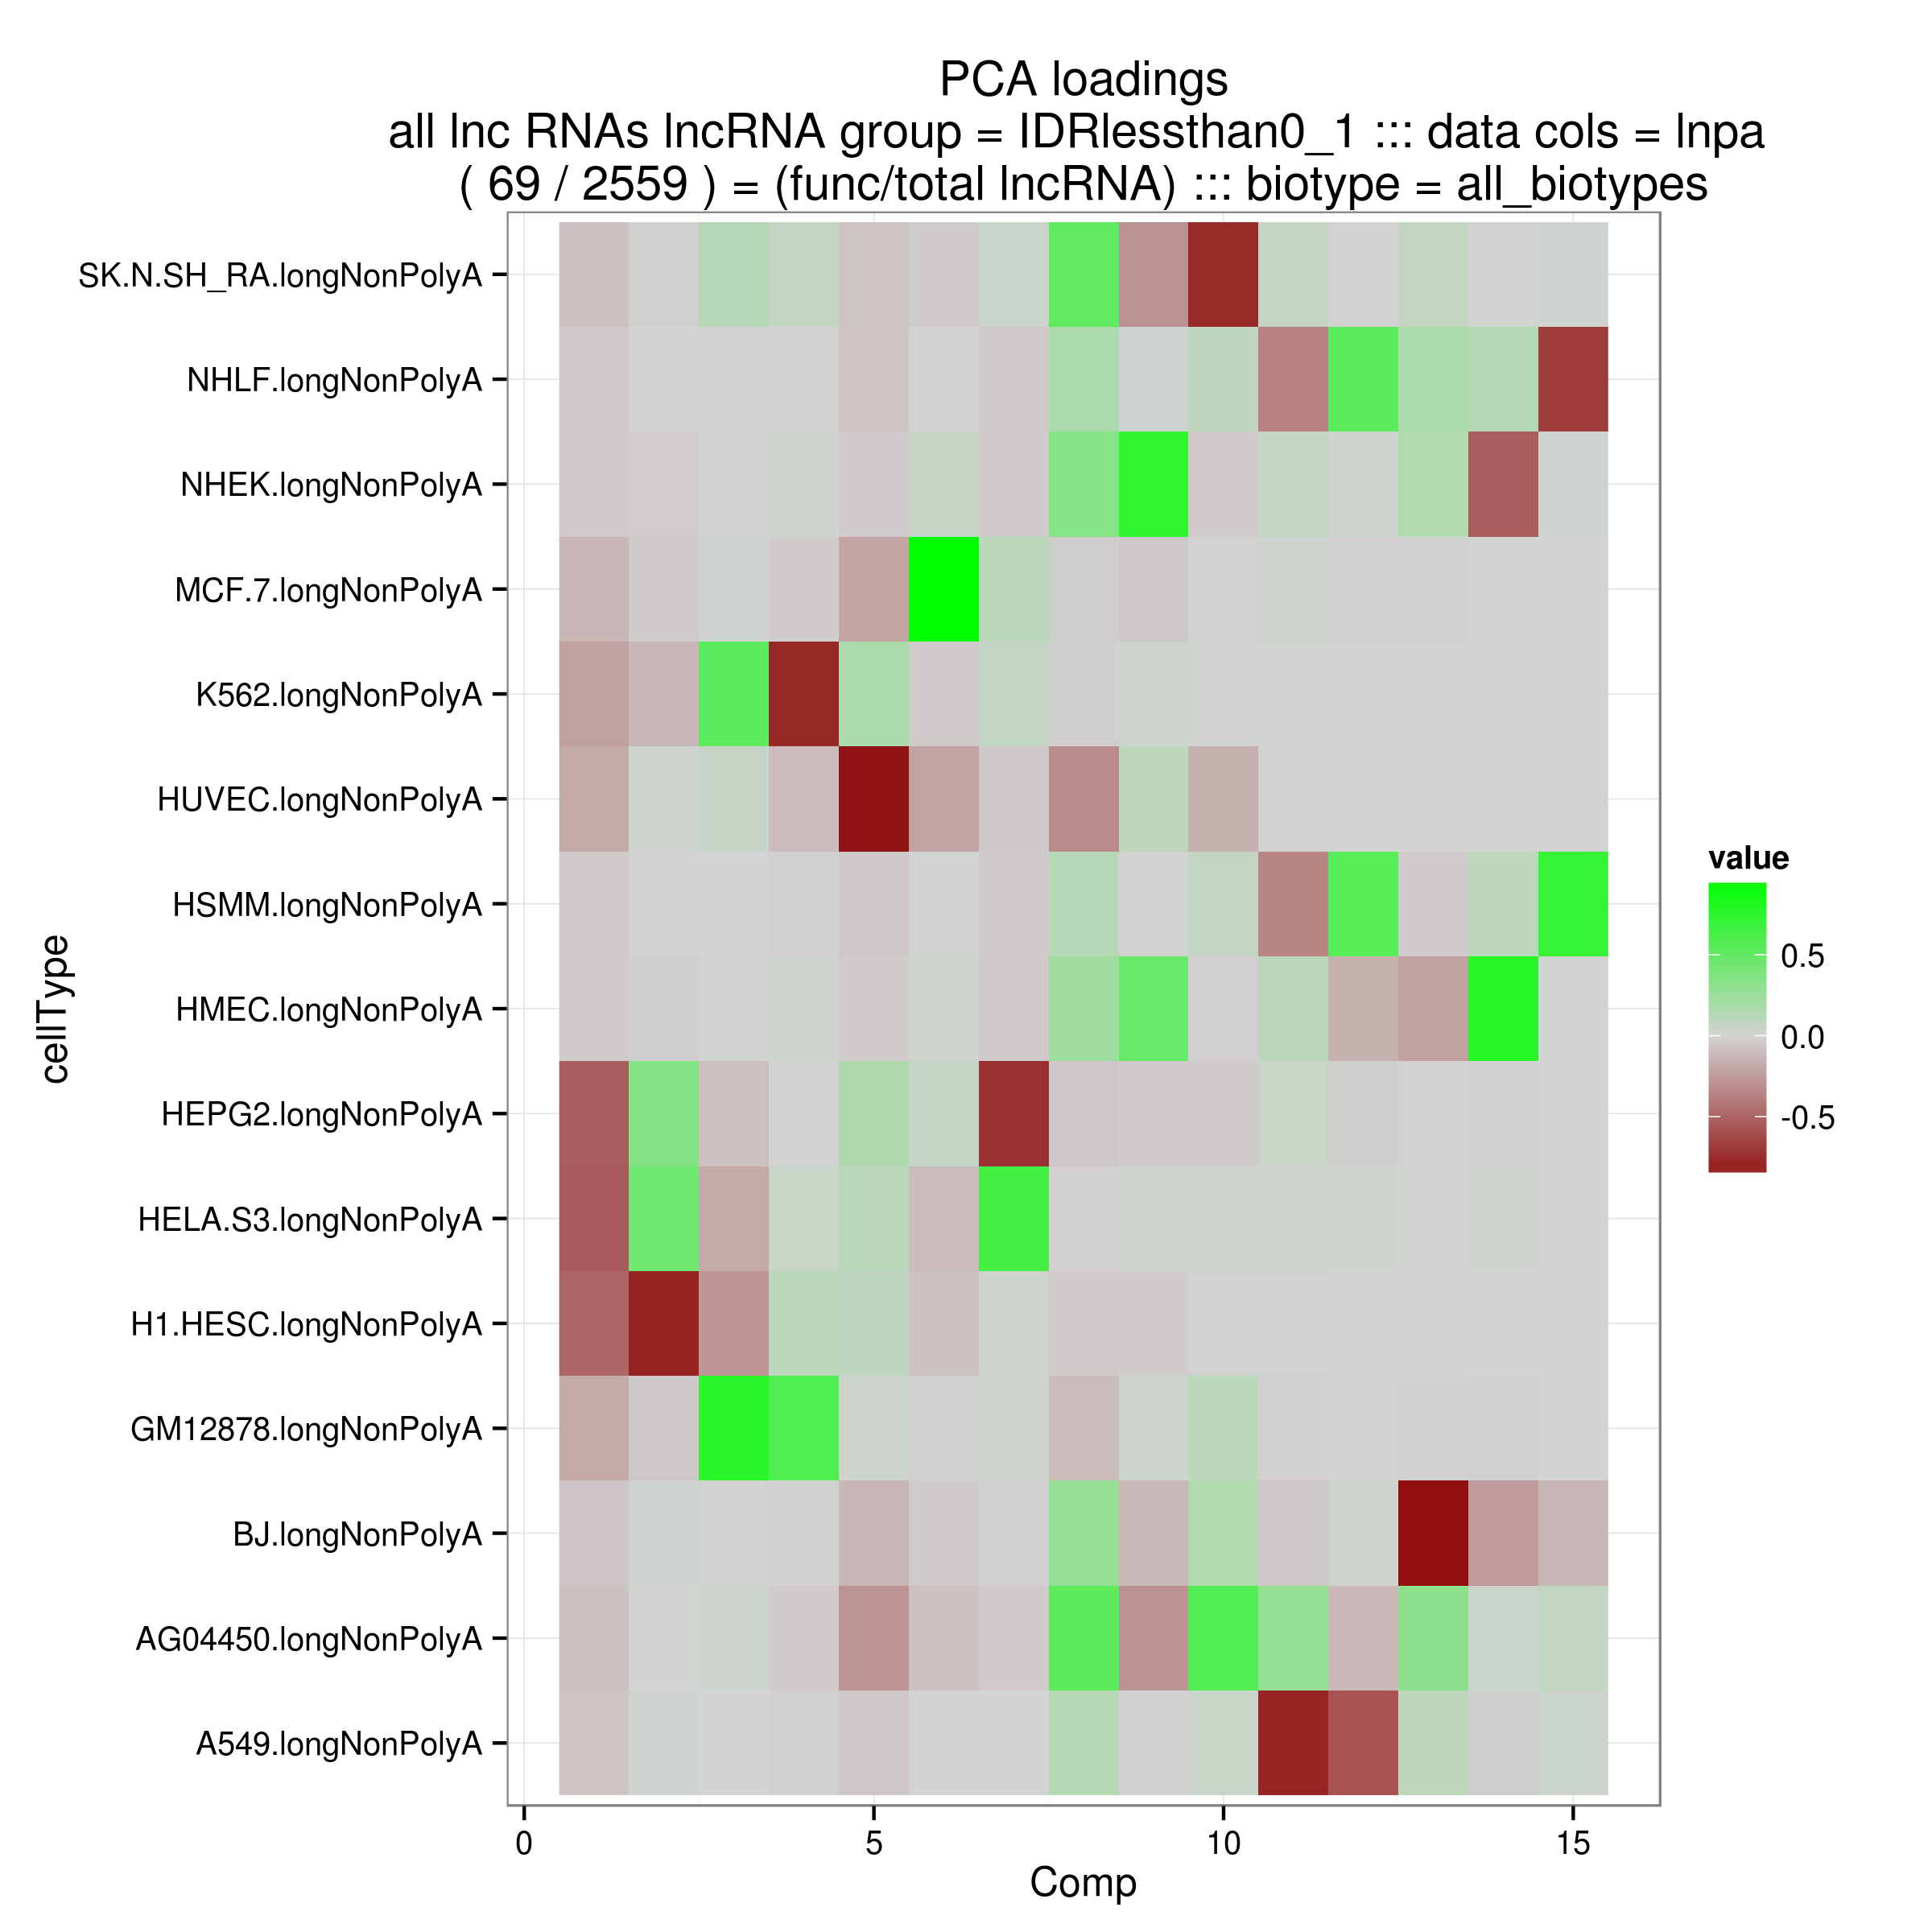 PCA loadings
all lnc RNAs lncRNA group = IDRlessthan0_1 ::: data cols = lnpa
( 69 / 2559 ) = (func/total lncRNA) ::: biotype = all_biotypes
SK.N.SH_RA.longNonPolyA
NHLF.longNonPolyA
NHEK.longNonPolyA
MCF.7.longNonPolyA
K562.longNonPolyA
HUVEC.longNonPolyA
HSMM.longNonPolyA
HMEC.longNonPolyA
HEPG2.longNonPolyA
HELA.S3.longNonPolyA
H1.HESC.longNonPolyA
GM12878.longNonPolyA
BJ.longNonPolyA
AG04450.longNonPolyA
A549.longNonPolyA
cellType
0 5 10 15
Comp
value
0.5
0.0
-0.5